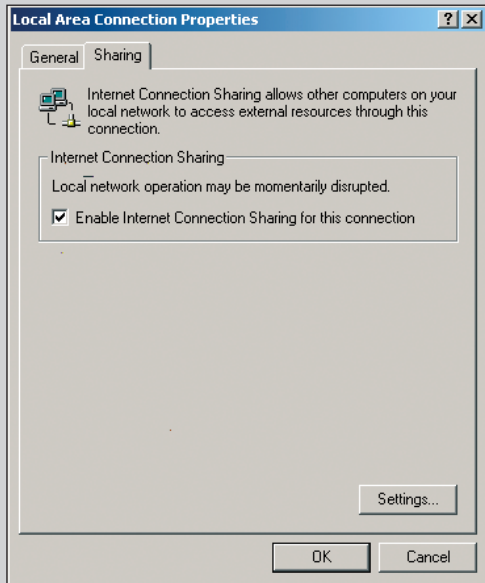 Local Area Connection Properties
General
Sharing
Internet Connection Sharing allows other computers on your
local network to access external resources through this
connection.
Internet Connection Sharing
Local network operation may be momentarily disrupted.
Enable Internet Connection Sharing for this connection
Settings...
OK
Cancel